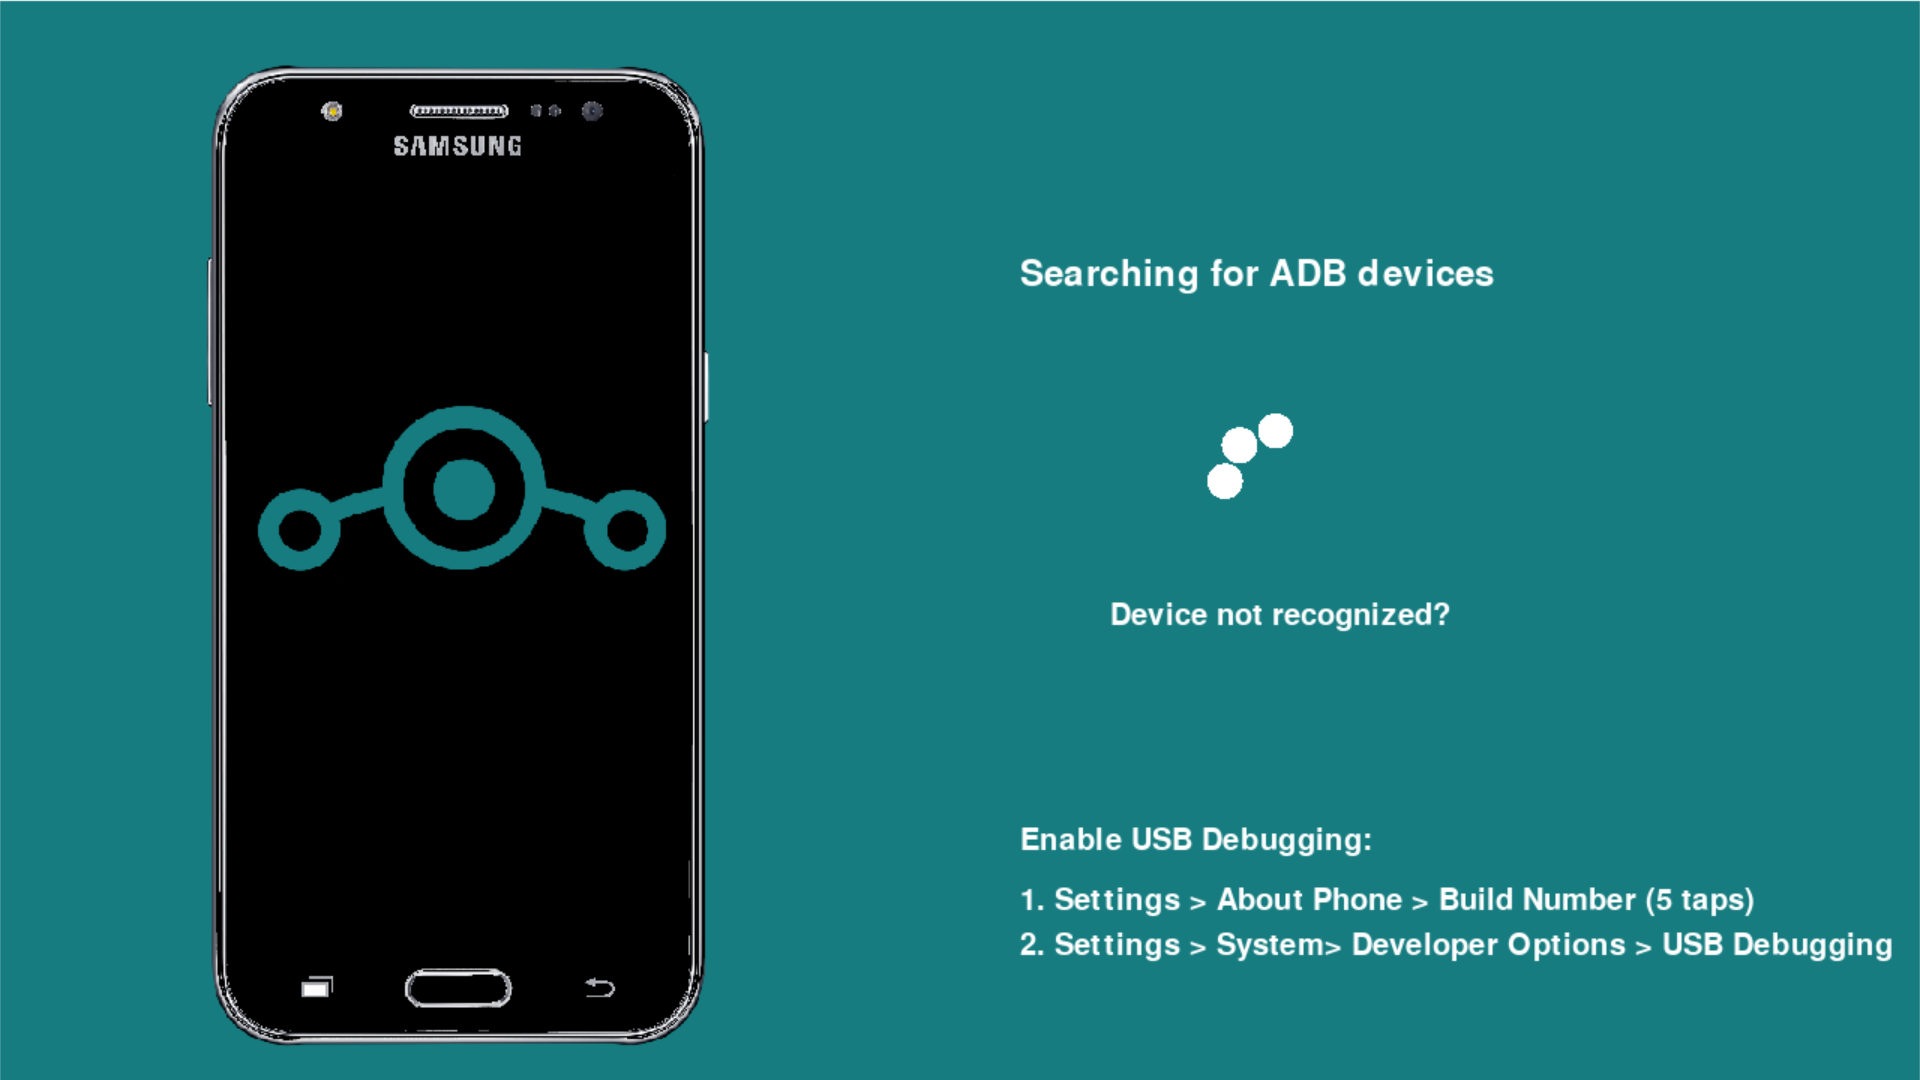 SAMSUNG
Searching for ADB devices
Device not recognized?
Enable USB Debugging:
1. Settings > About Phone > Build Number (5 taps)
2. Settings > System> Developer Options > USB Debugging